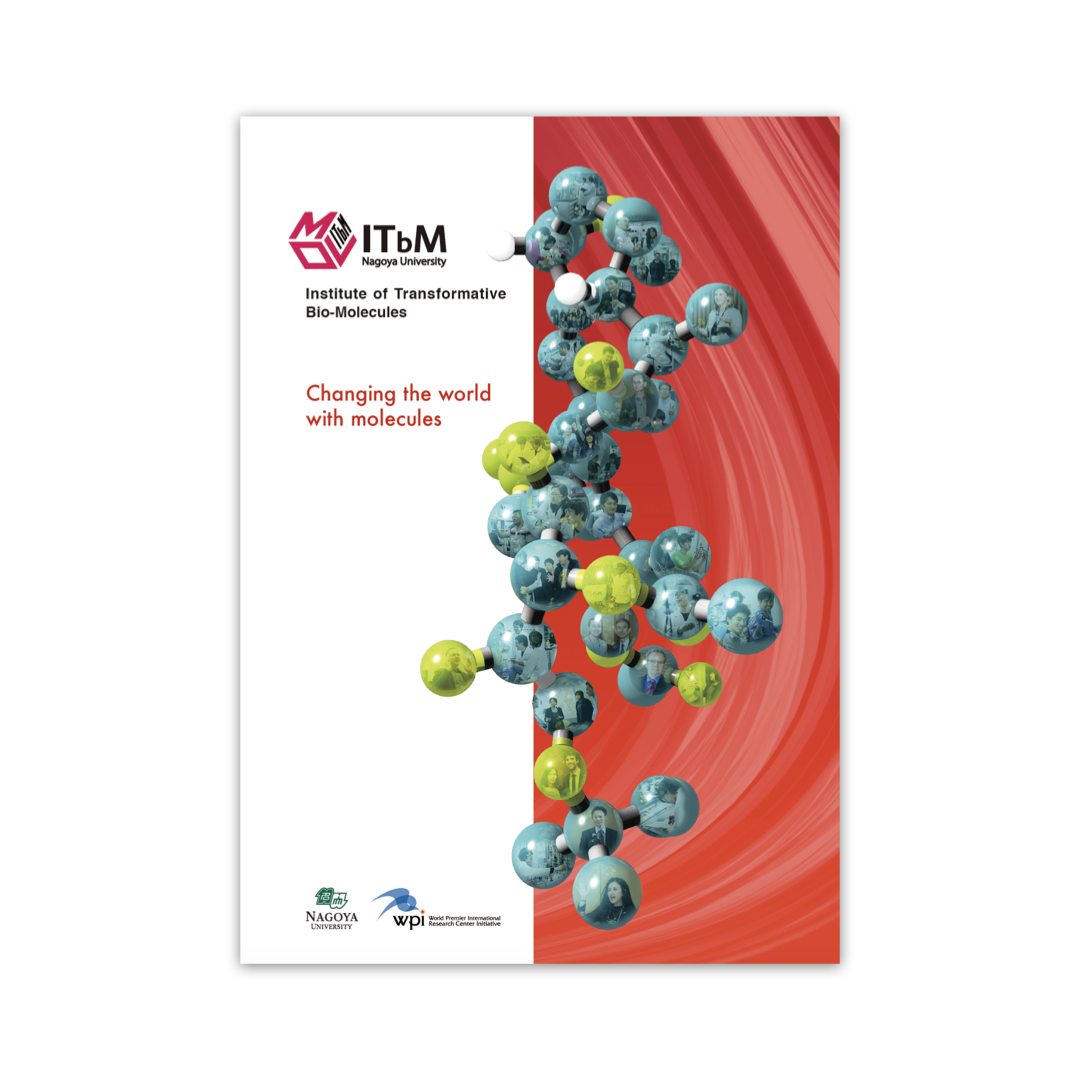 ITbM
ITbM
Nagoya University
Institute of Transformative
Bio-Molecules
Changing the world
with molecules
NAGOYA
UNIVERSITY
wpi
World Premier International
Research Center Initiative